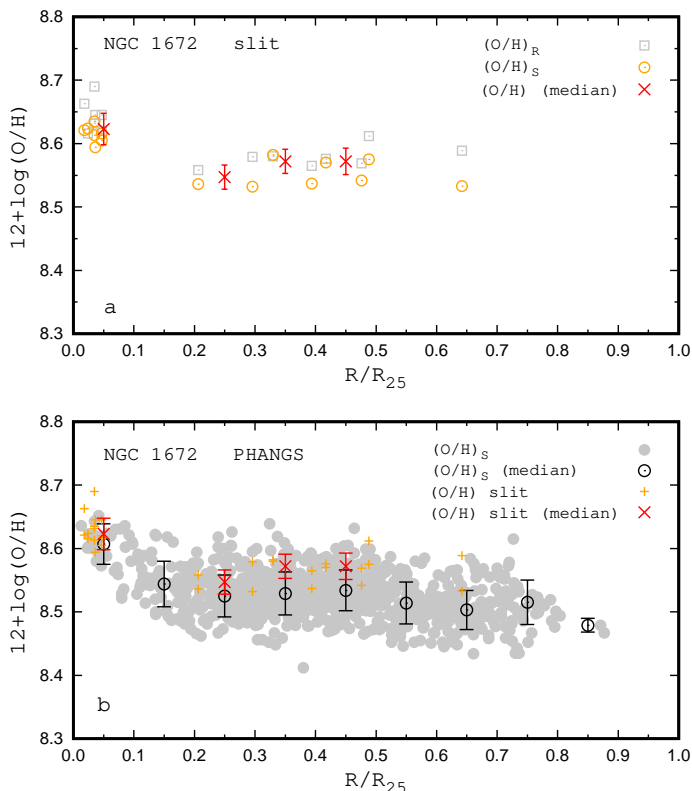 NGC 1672 slit
(O/H)R
(O/H)S
(O/H) (median)
12+log(O/H)
8.8
8.7
8.6
8.5
8.4
8.3
a
0.0 0.1 0.2 0.3 0.4 0.5 0.6 0.7 0.8 0.9 1.0
R/R25
NGC 1672 PHANGS
(O/H)S
(O/H)S (median)
(O/H) slit
(O/H) slit (median)
12+log(O/H)
8.8
8.7
8.6
8.5
8.4
8.3
b
0.0 0.1 0.2 0.3 0.4 0.5 0.6 0.7 0.8 0.9 1.0
R/R25